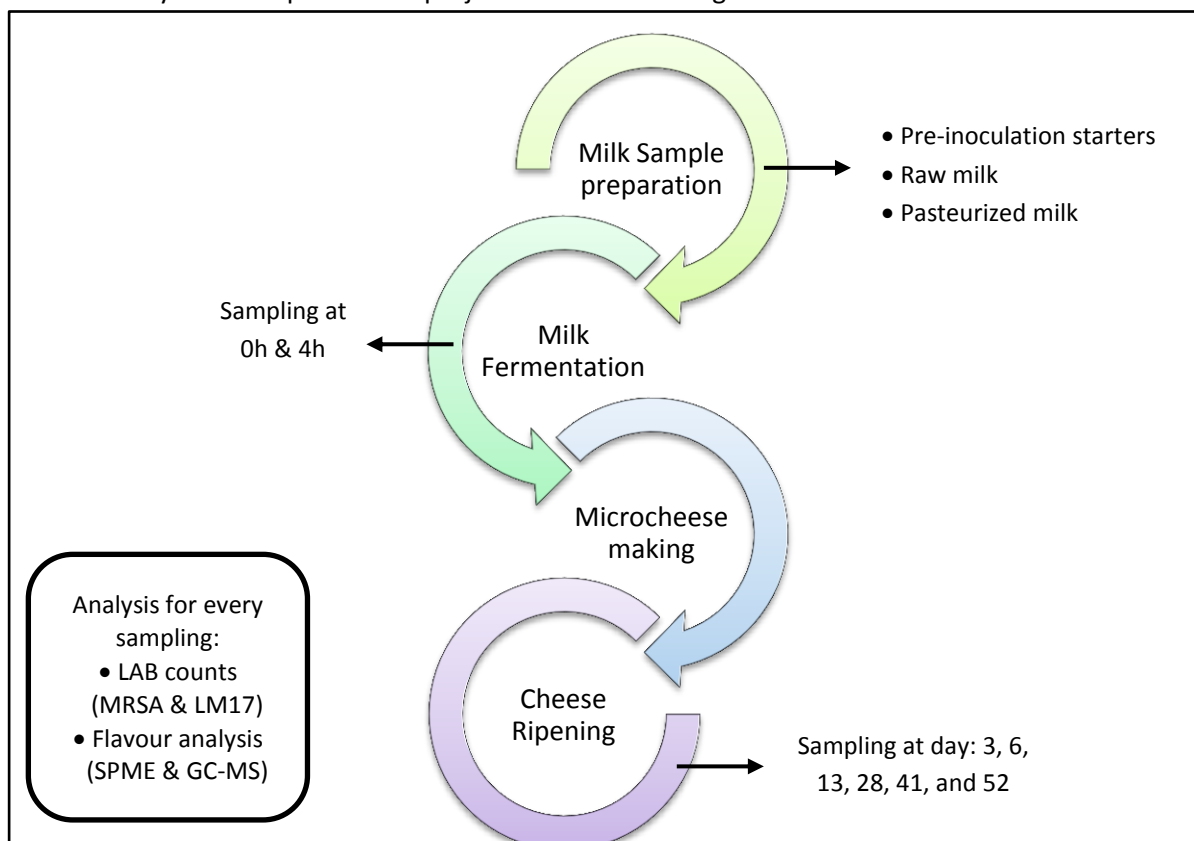 Milk Sample
preparation
• Pre-inoculation starters
• Raw milk
• Pasteurized milk
Sampling at
0h & 4h
Milk
Fermentation
Microcheese
making
Analysis for every
sampling:
• LAB counts
(MRSA & LM17)
• Flavour analysis
(SPME & GC-MS)
Cheese
Ripening
Sampling at day: 3, 6,
13, 28, 41, and 52